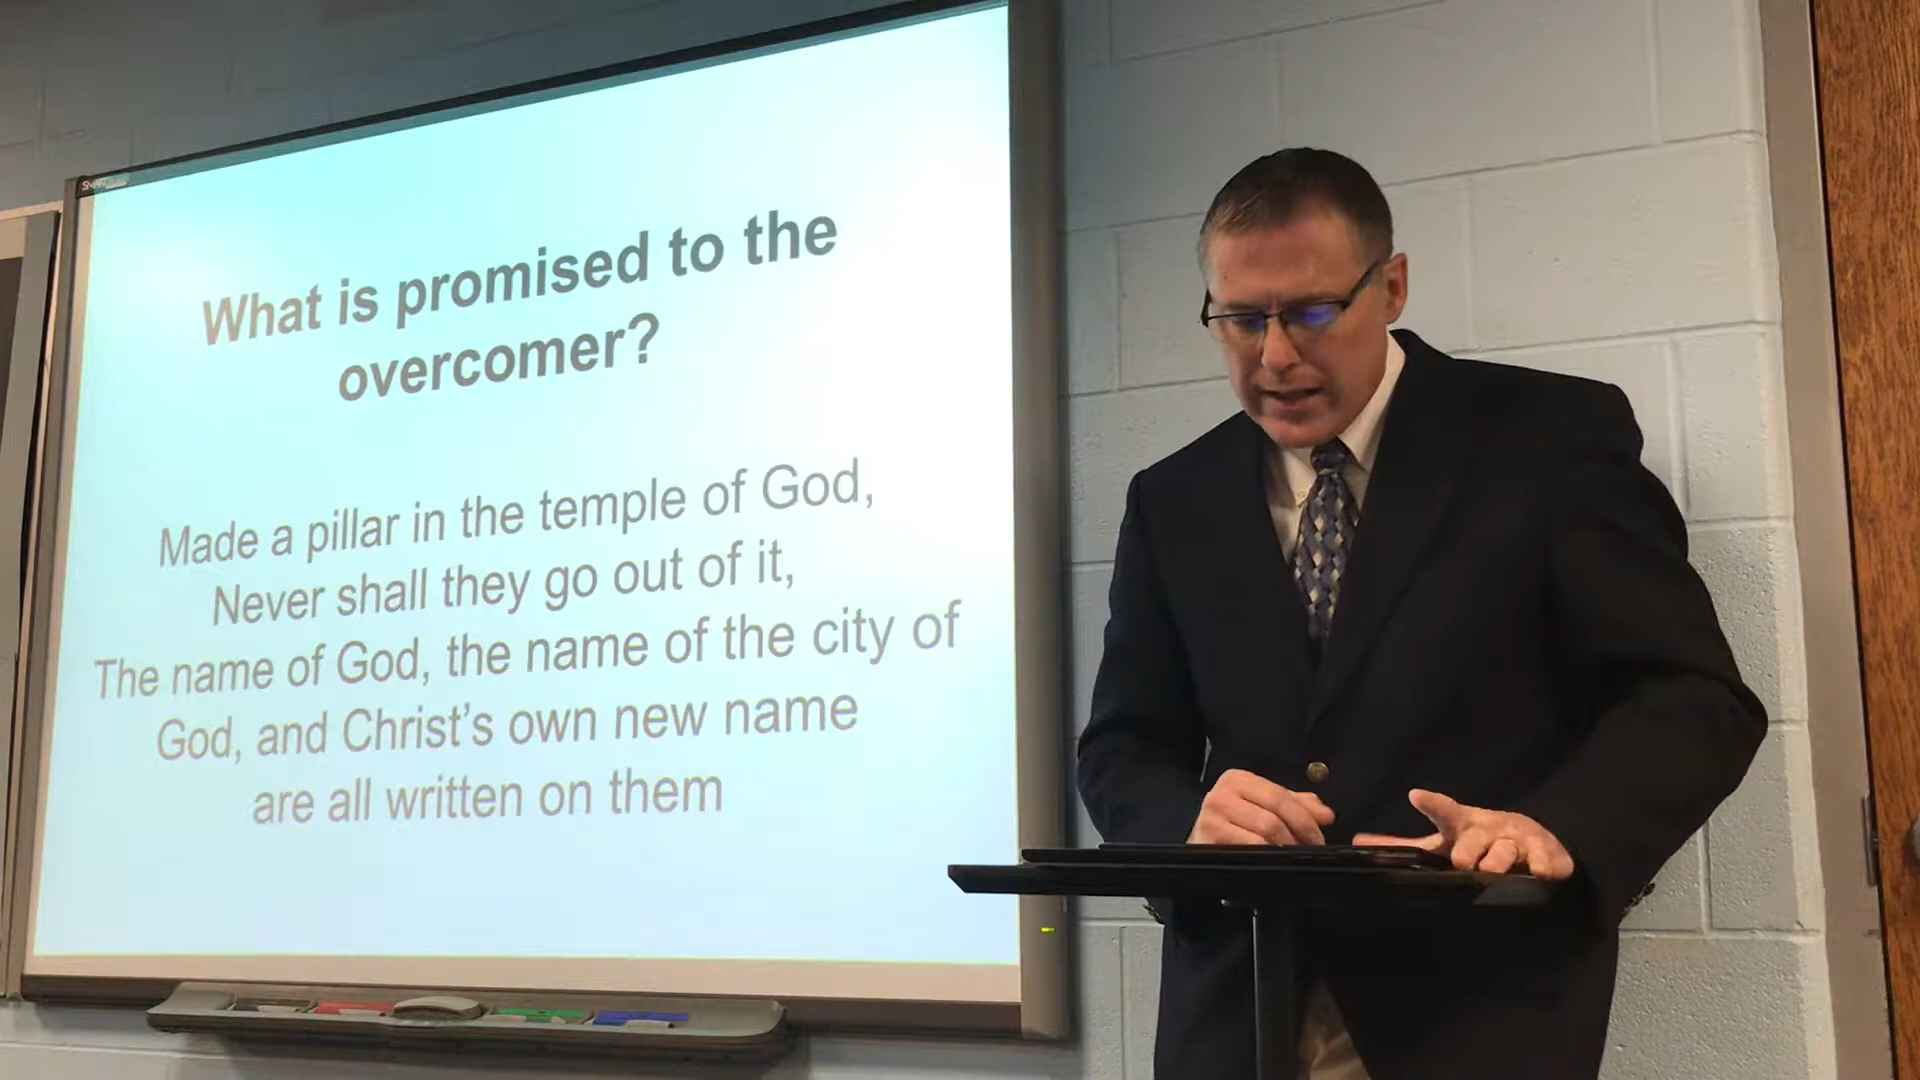 SMART
What is promised to the
overcomer?
Made a pillar in the temple of God,
Never shall they go out of it,
The name of God, the name of the city of
God, and Christ's own new name
are all written on them